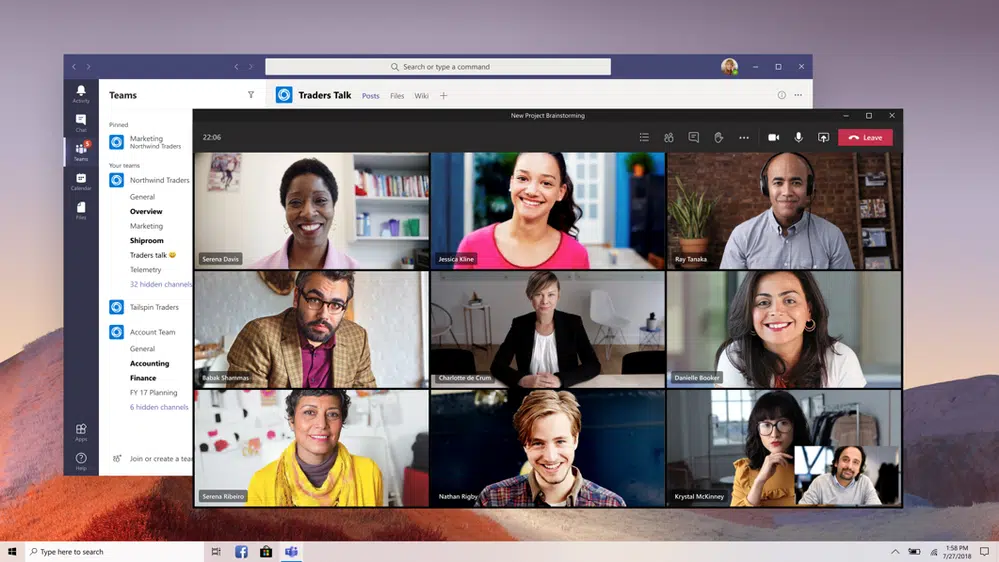 Search or type a command
Activity
Chat
5
Teams
Calendar
Files
Apps
Help
Teams
Pinned
Marketing
Northwind Traders
Your teams
Northwind Traders
General
Overview
Marketing
Shiproom
Traders talk 😄
Telemetry
32 hidden channels
Tailspin Traders
Account Team
General
Accounting
Finance
FY 17 Planning
6 hidden channels
Join or create a tea
Traders Talk Posts Files Wiki
New Project Brainstorming
22:06 Leave
Serena Davis
Jessica Kline
Ray Tanaka
Babak Shammas
Charlotte de Crum
Danielle Booker
Serena Ribeiro
Nathan Rigby
Krystal McKinney
Type here to search
1:58 PM
7/27/2018